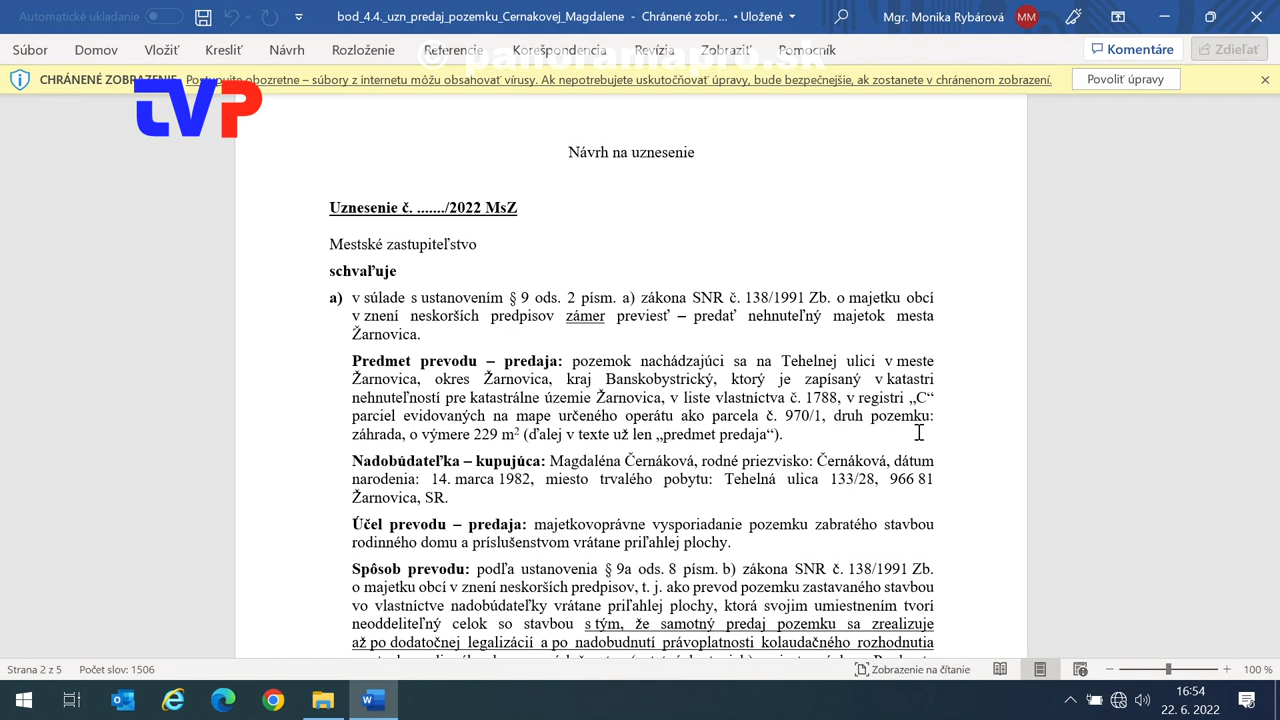 Automatické ukladanie
bod_4.4._uzn_predaj_pozemku_Cernakovej_Magdalene - Chránené zobr... • Uložené
Mgr. Monika Rybárová MM
Súbor Domov Vložiť Kresliť Návrh Rozloženie Referencie Korešpondencia Revízia Zobraziť Pomocník
Komentáre Zdieľať
© panoramapro.sk
CHRÁNENÉ ZOBRAZENIE Postupujte obozretne – súbory z internetu môžu obsahovať vírusy. Ak nepotrebujete uskutočňovať úpravy, bude bezpečnejšie, ak zostanete v chránenom zobrazení. Povoliť úpravy
tVP
Návrh na uznesenie
Uznesenie č. ......./2022 MsZ
Mestské zastupiteľstvo
schvaľuje
a) v súlade s ustanovením § 9 ods. 2 písm. a) zákona SNR č. 138/1991 Zb. o majetku obcí
v znení neskorších predpisov zámer previesť – predať nehnuteľný majetok mesta
Žarnovica.
Predmet prevodu – predaja: pozemok nachádzajúci sa na Tehelnej ulici v meste
Žarnovica, okres Žarnovica, kraj Banskobystrický, ktorý je zapísaný v katastri
nehnuteľností pre katastrálne územie Žarnovica, v liste vlastníctva č. 1788, v registri „C“
parciel evidovaných na mape určeného operátu ako parcela č. 970/1, druh pozemku:
záhrada, o výmere 229 m² (ďalej v texte už len „predmet predaja“).
Nadobúdateľka – kupujúca: Magdaléna Černáková, rodné priezvisko: Černáková, dátum
narodenia: 14. marca 1982, miesto trvalého pobytu: Tehelná ulica 133/28, 966 81
Žarnovica, SR.
Účel prevodu – predaja: majetkovoprávne vysporiadanie pozemku zabratého stavbou
rodinného domu a príslušenstvom vrátane priľahlej plochy.
Spôsob prevodu: podľa ustanovenia § 9a ods. 8 písm. b) zákona SNR č. 138/1991 Zb.
o majetku obcí v znení neskorších predpisov, t. j. ako prevod pozemku zastavaného stavbou
vo vlastníctve nadobúdateľky vrátane priľahlej plochy, ktorá svojim umiestnením tvorí
neoddeliteľný celok so stavbou s tým, že samotný predaj pozemku sa zrealizuje
až po dodatočnej legalizácií a po nadobudnutí právoplatnosti kolaudačného rozhodnutia
Strana 2 z 5 Počet slov: 1506 Zobrazenie na čítanie 100 %
16:54
22. 6. 2022